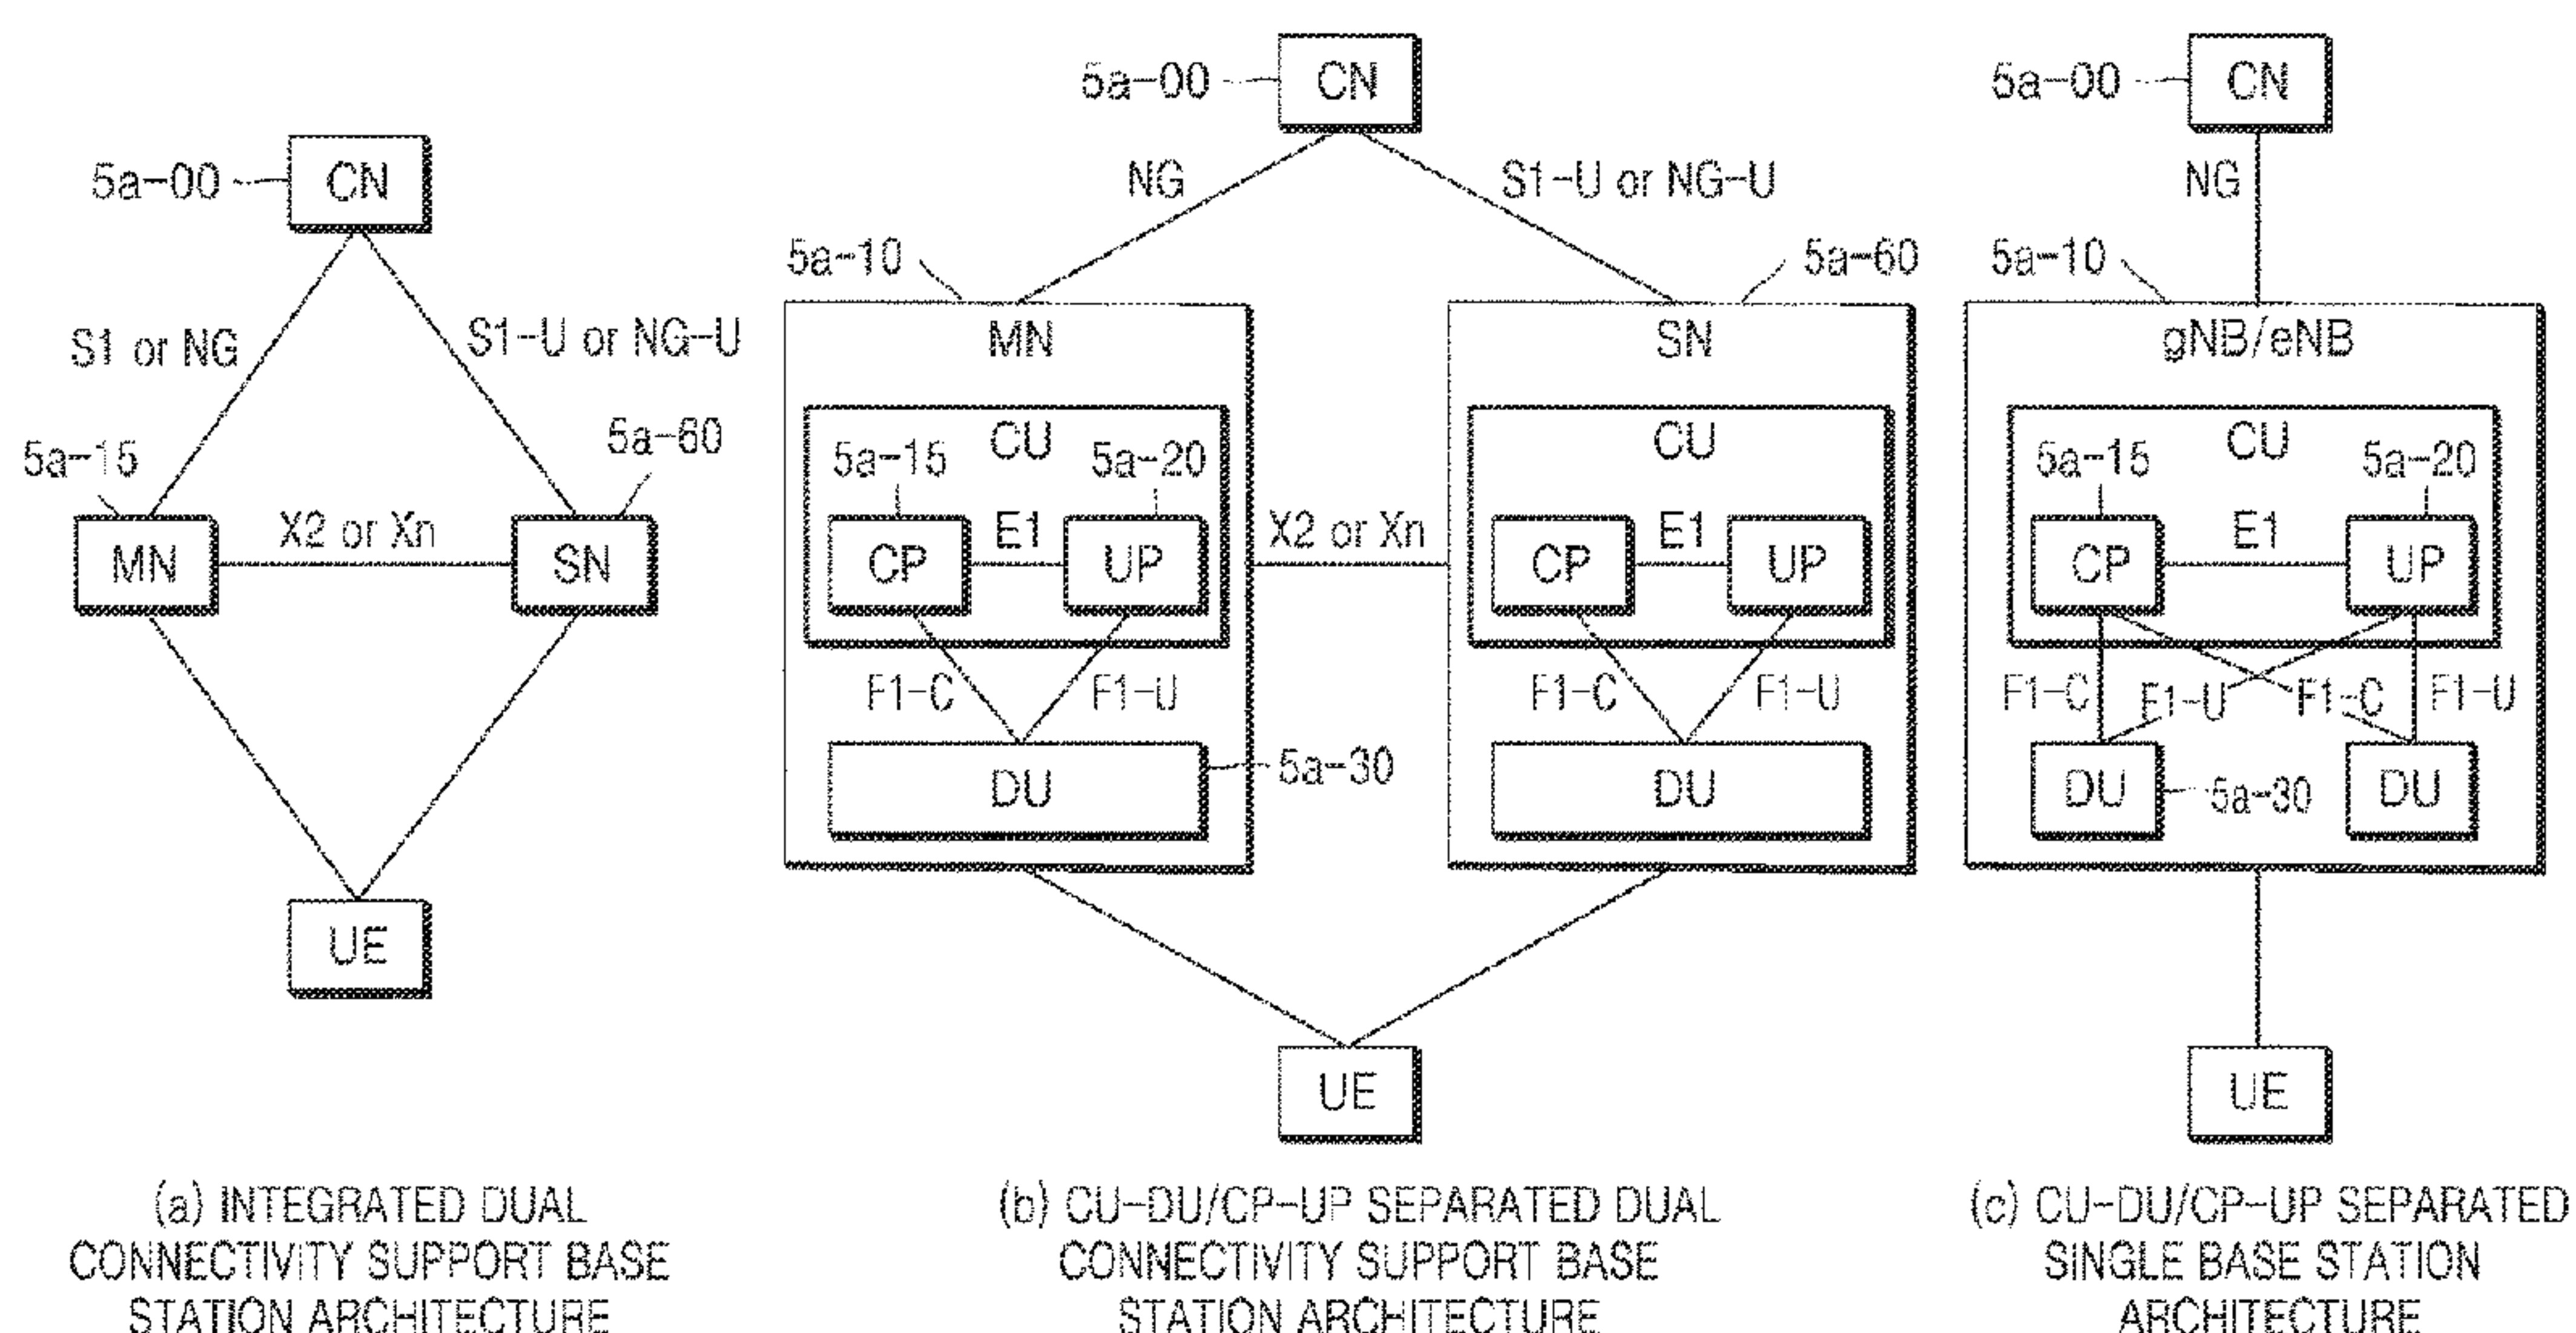 5a-00
CN
S1 or NG
S1-U or NG-U
5a-15
5a-60
MN
X2 or Xn
SN
UE
(a) INTEGRATED DUAL
CONNECTIVITY SUPPORT BASE
STATION ARCHITECTURE
5a-00
CN
NG
S1-U or NG-U
5a-10
5a-60
MN
CU
5a-15
5a-20
CP
E1
UP
F1-C
F1-U
DU
5a-30
X2 or Xn
SN
CU
CP
E1
UP
F1-C
F1-U
DU
UE
(b) CU-DU/CP-UP SEPARATED DUAL
CONNECTIVITY SUPPORT BASE
STATION ARCHITECTURE
5a-00
CN
NG
5a-10
gNB/eNB
CU
5a-15
5a-20
CP
E1
UP
F1-C
F1-U
F1-C
F1-U
DU
5a-30
DU
UE
(c) CU-DU/CP-UP SEPARATED
SINGLE BASE STATION
ARCHITECTURE